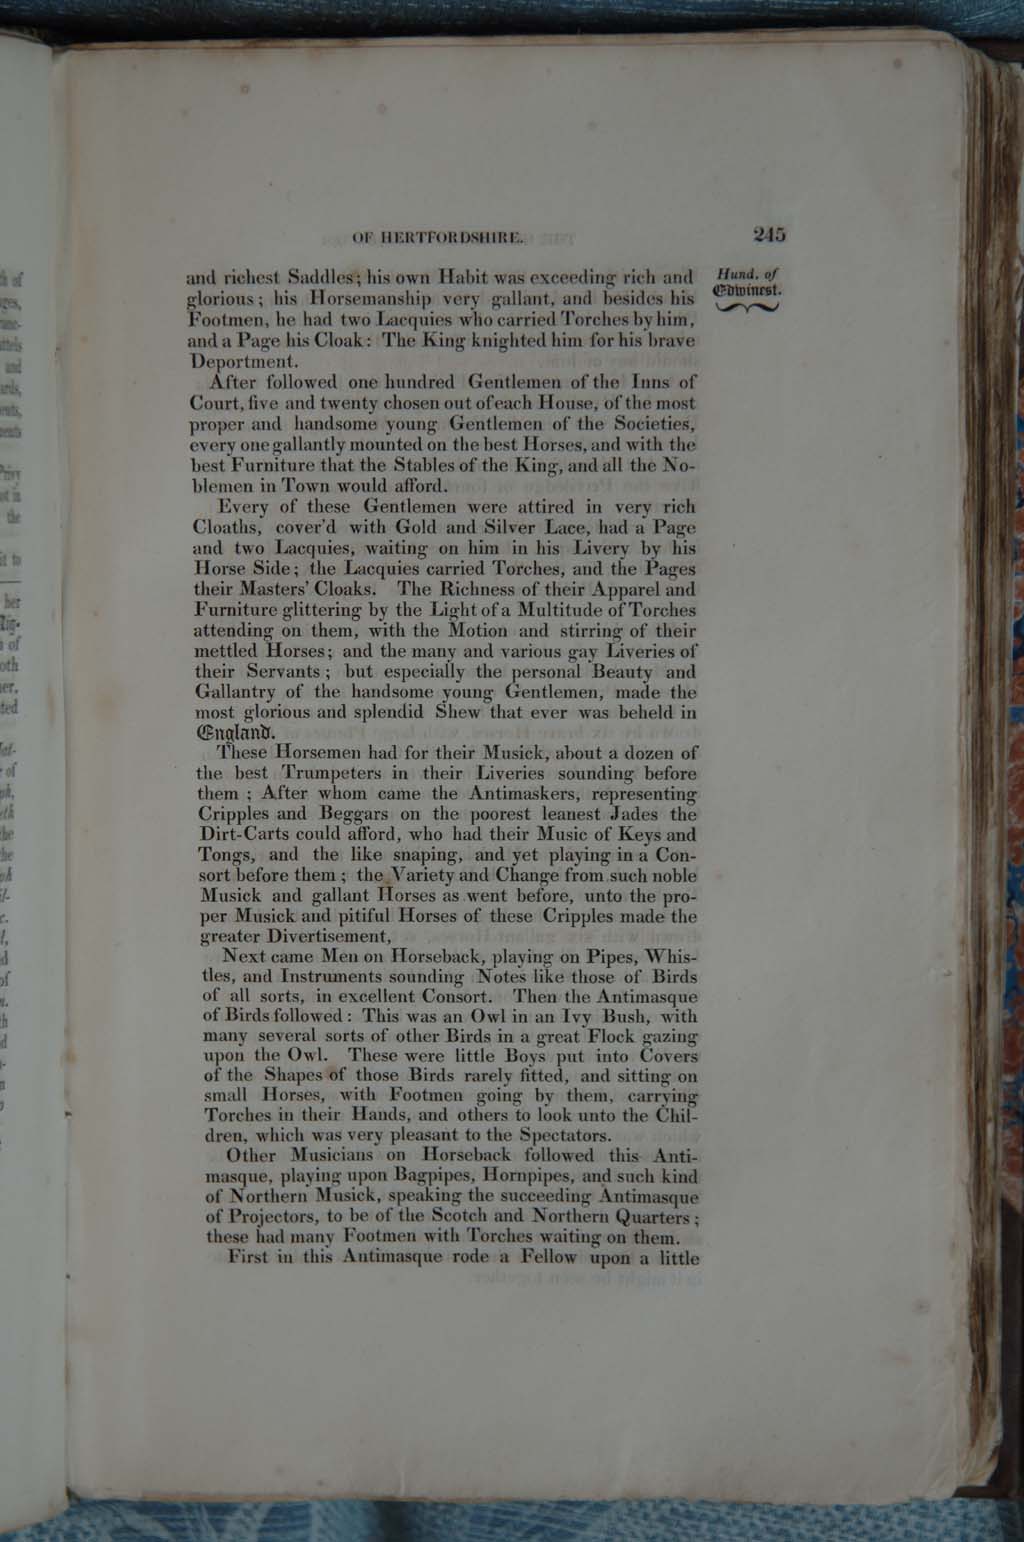 OF HERTFORDSHIRE. 245
Hund. of
Edwinest.
and richest Saddles; his own Habit was exceeding rich and
glorious; his Horsemanship very gallant, and besides his
Footmen, he had two Lacquies who carried Torches by him,
and a Page his Cloak: The King knighted him for his brave
Deportment.
After followed one hundred Gentlemen of the Inns of
Court, five and twenty chosen out of each House, of the most
proper and handsome young Gentlemen of the Societies,
every one gallantly mounted on the best Horses, and with the
best Furniture that the Stables of the King, and all the No-
blemen in Town would afford.
Every of these Gentlemen were attired in very rich
Cloaths, cover'd with Gold and Silver Lace, had a Page
and two Lacquies, waiting on him in his Livery by his
Horse Side; the Lacquies carried Torches, and the Pages
their Masters' Cloaks. The Richness of their Apparel and
Furniture glittering by the Light of a Multitude of Torches
attending on them, with the Motion and stirring of their
mettled Horses; and the many and various gay Liveries of
their Servants; but especially the personal Beauty and
Gallantry of the handsome young Gentlemen, made the
most glorious and splendid Shew that ever was beheld in
England.
These Horsemen had for their Musick, about a dozen of
the best Trumpeters in their Liveries sounding before
them; After whom came the Antimaskers, representing
Cripples and Beggars on the poorest leanest Jades the
Dirt-Carts could afford, who had their Music of Keys and
Tongs, and the like snaping, and yet playing in a Con-
sort before them; the Variety and Change from such noble
Musick and gallant Horses as went before, unto the pro-
per Musick and pitiful Horses of these Cripples made the
greater Divertisement,
Next came Men on Horseback, playing on Pipes, Whis-
tles, and Instruments sounding Notes like those of Birds
of all sorts, in excellent Consort. Then the Antimasque
of Birds followed: This was an Owl in an Ivy Bush, with
many several sorts of other Birds in a great Flock gazing
upon the Owl. These were little Boys put into Covers
of the Shapes of those Birds rarely fitted, and sitting on
small Horses, with Footmen going by them, carrying
Torches in their Hands, and others to look unto the Chil-
dren, which was very pleasant to the Spectators.
Other Musicians on Horseback followed this Anti-
masque, playing upon Bagpipes, Hornpipes, and such kind
of Northern Musick, speaking the succeeding Antimasque
of Projectors, to be of the Scotch and Northern Quarters;
these had many Footmen with Torches waiting on them.
First in this Antimasque rode a Fellow upon a little